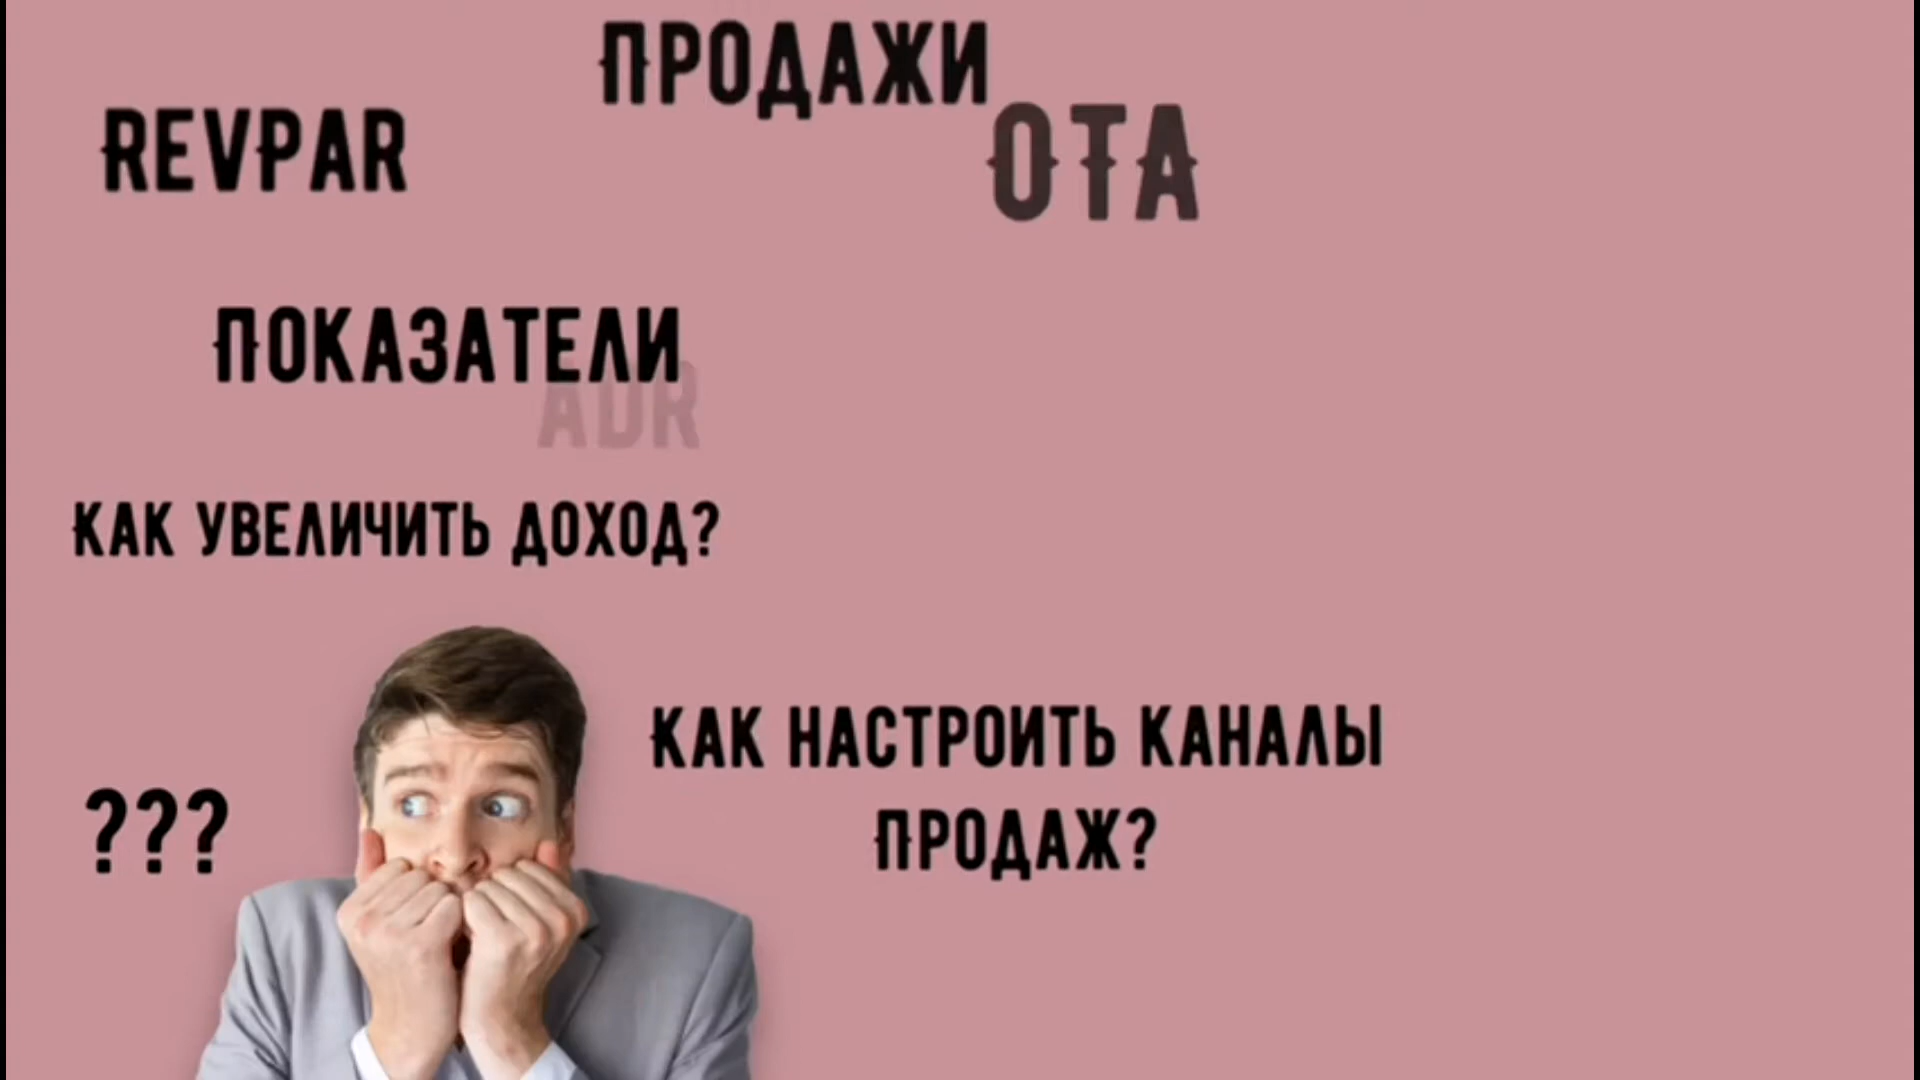 ПРОДАЖИ
REVPAR
OTA
ПОКАЗАТЕЛИ
ADR
КАК УВЕЛИЧИТЬ ДОХОД?
КАК НАСТРОИТЬ КАНАЛЫ
ПРОДАЖ?
???